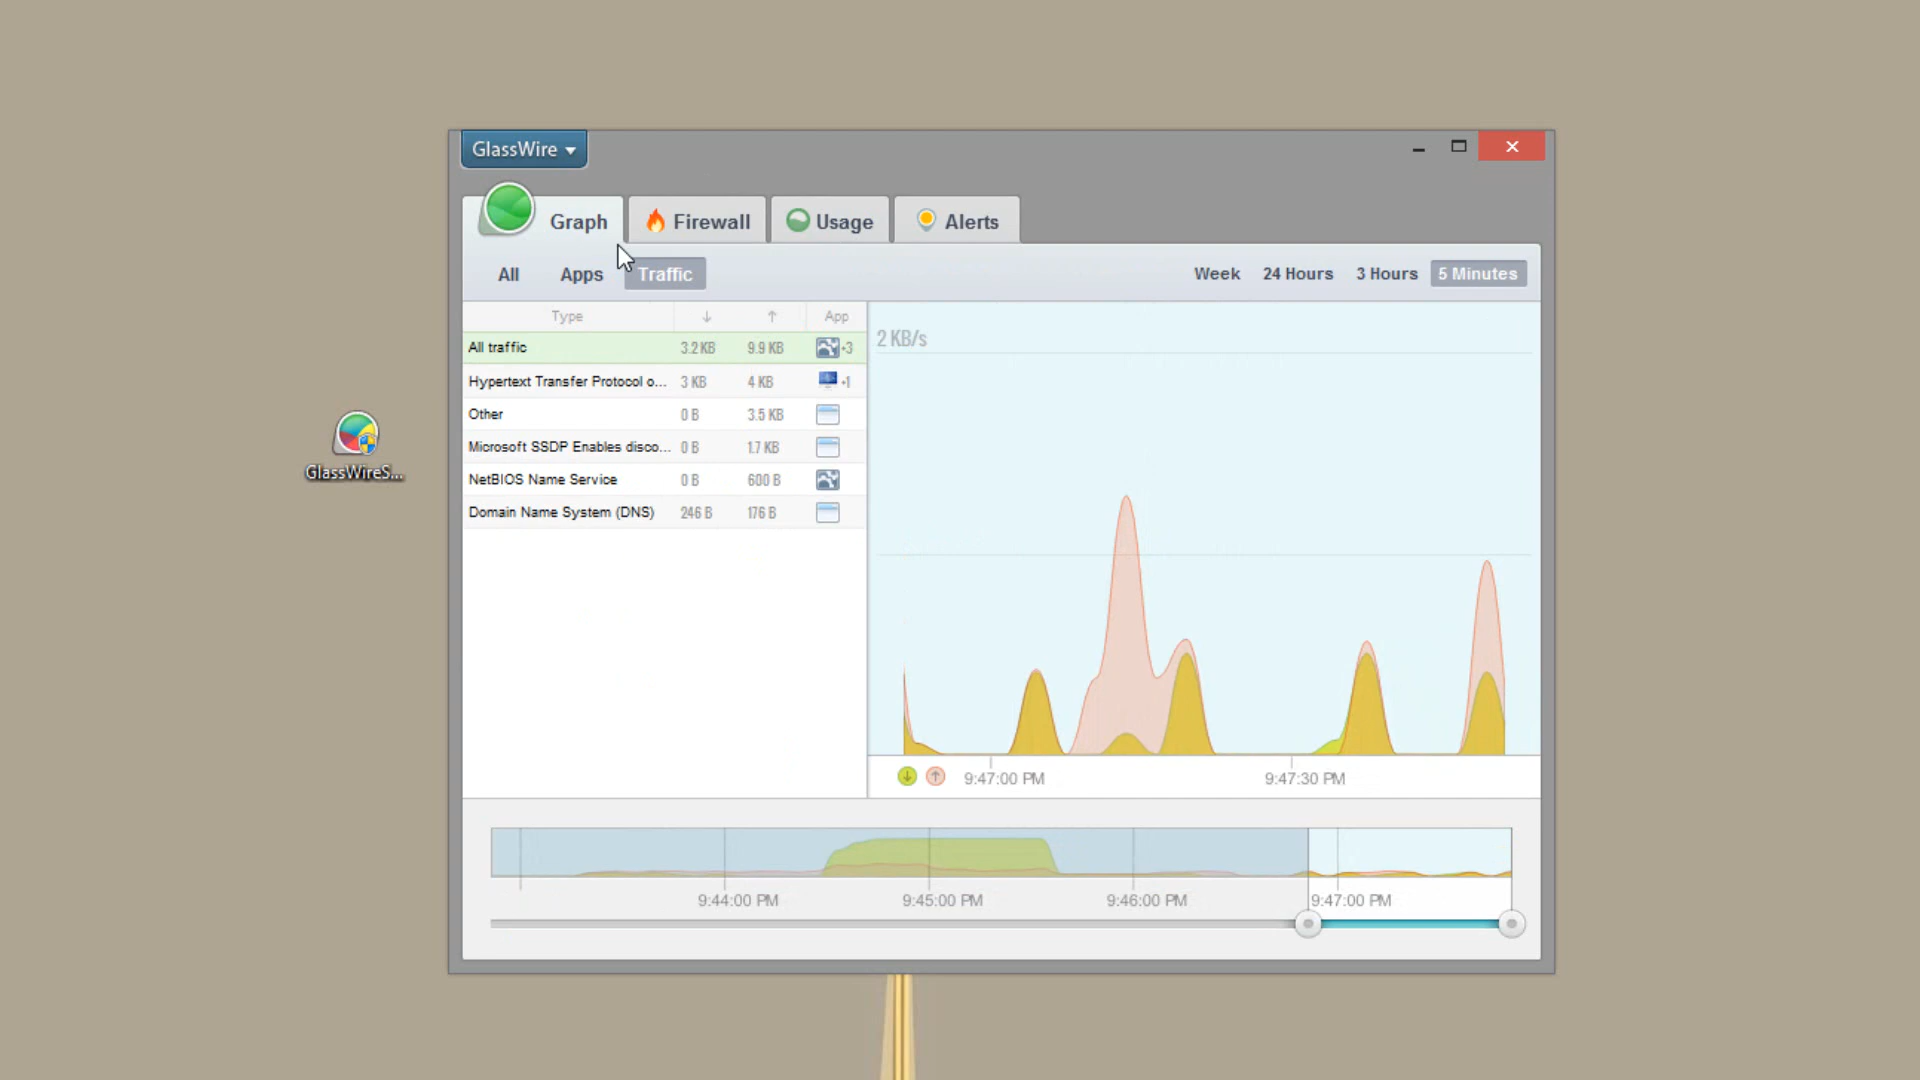 GlassWire
Graph
Firewall
Usage
Alerts
All
Apps
Traffic
Week
24 Hours
3 Hours
5 Minutes
Type ↓ ↑ App
All traffic 3.2 KB 9.9 KB +3
Hypertext Transfer Protocol o... 3 KB 4 KB +1
Other 0 B 3.5 KB
Microsoft SSDP Enables disco... 0 B 1.7 KB
NetBIOS Name Service 0 B 600 B
Domain Name System (DNS) 246 B 176 B
2 KB/s
9:47:00 PM
9:47:30 PM
9:44:00 PM
9:45:00 PM
9:46:00 PM
9:47:00 PM
GlassWireS...